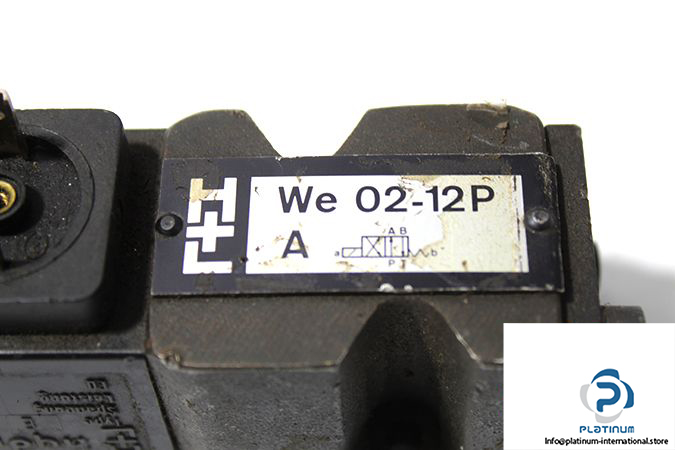 L+H
We 02-12P
A
A B
a
b
P T
PLATINUM
Info@platinum-international.store